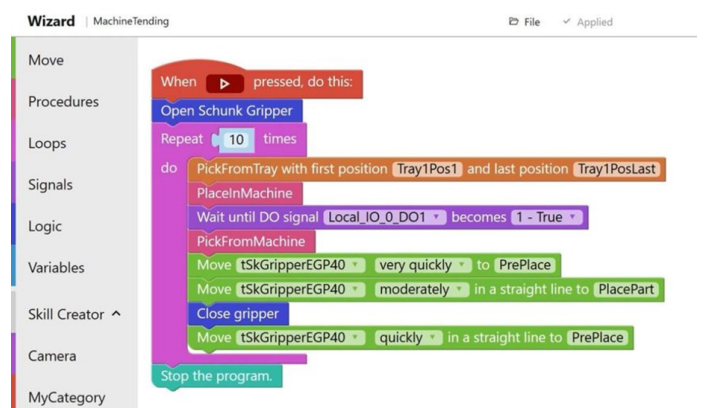 Wizard | MachineTending File Applied
Move
Procedures
Loops
Signals
Logic
Variables
Skill Creator
Camera
MyCategory
When pressed, do this:
Open Schunk Gripper
Repeat 10 times
do PickFromTray with first position Tray1Pos1 and last position Tray1PosLast
PlaceInMachine
Wait until DO signal Local_IO_0_DO1 becomes 1 - True
PickFromMachine
Move tSkGripperEGP40 very quickly to PrePlace
Move tSkGripperEGP40 moderately in a straight line to PlacePart
Close gripper
Move tSkGripperEGP40 quickly in a straight line to PrePlace
Stop the program.